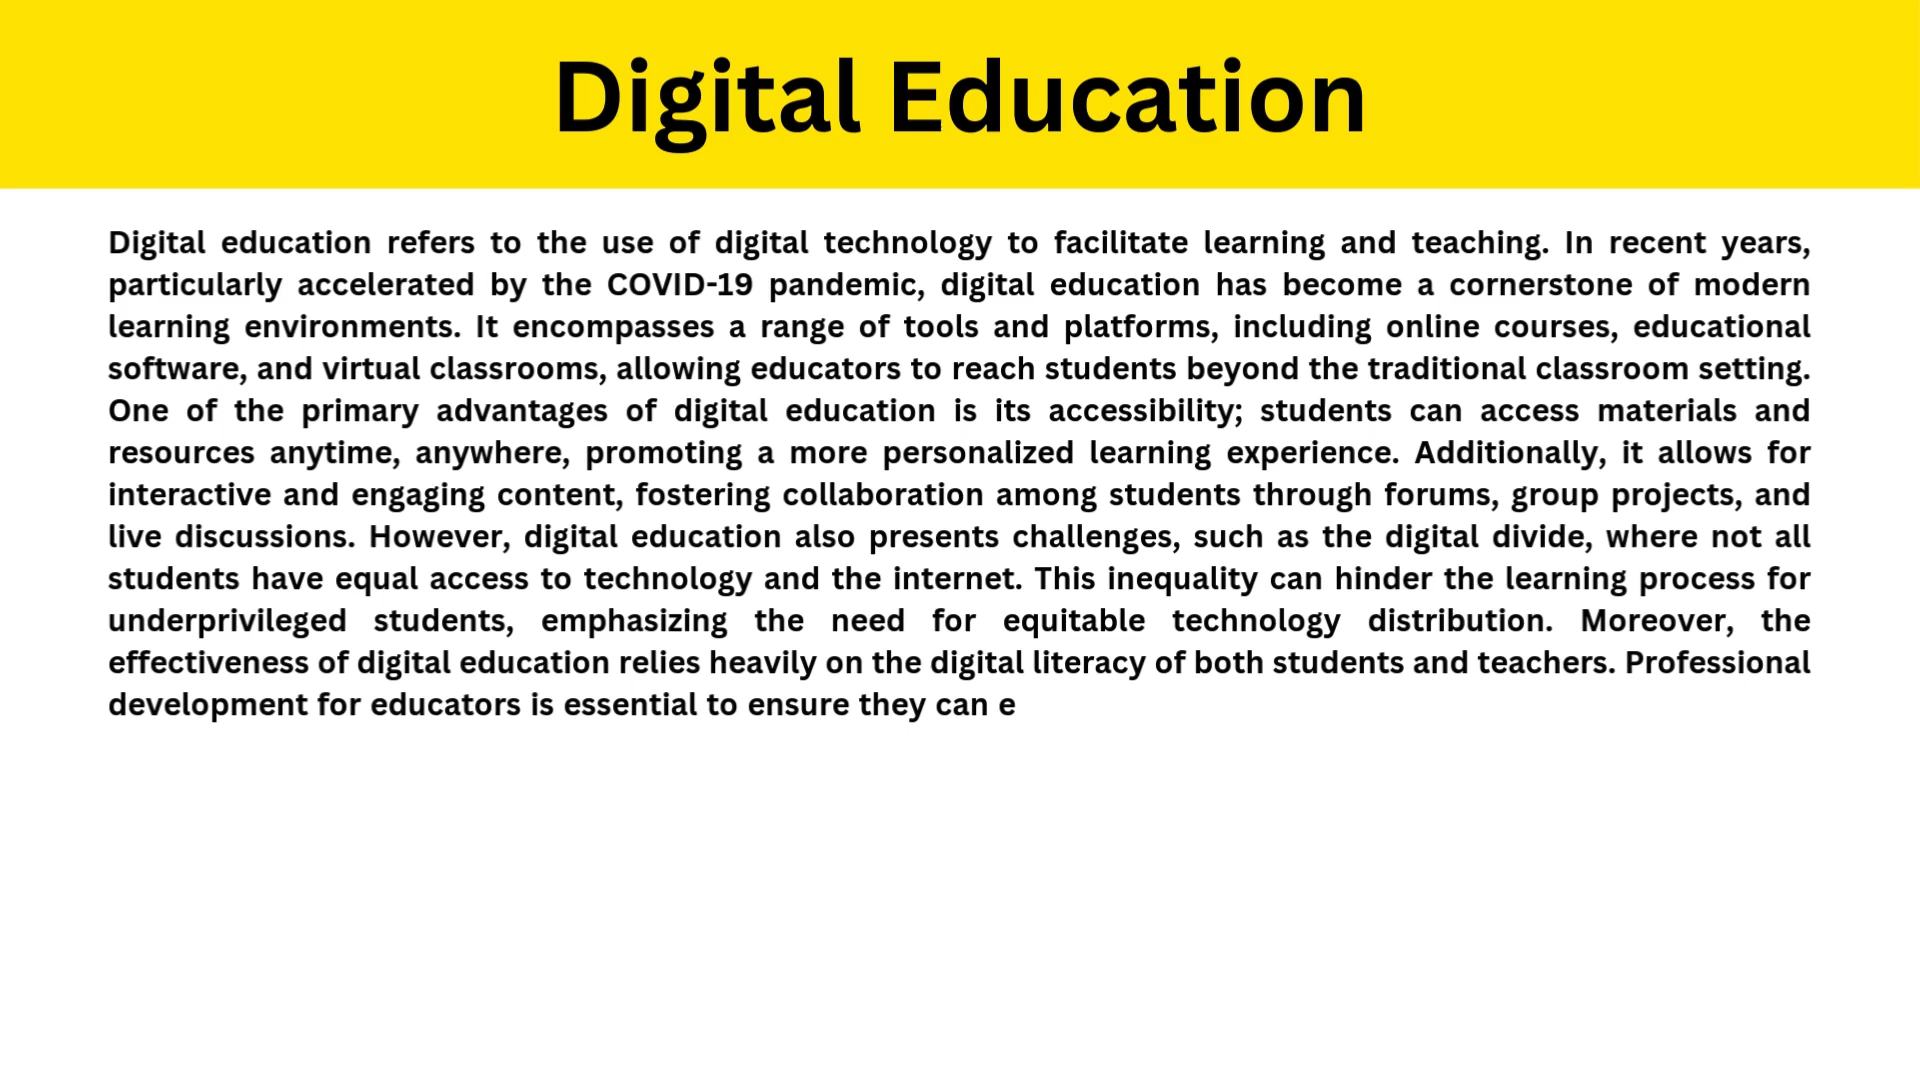 Digital Education
Digital education refers to the use of digital technology to facilitate learning and teaching. In recent years,
particularly accelerated by the COVID-19 pandemic, digital education has become a cornerstone of modern
learning environments. It encompasses a range of tools and platforms, including online courses, educational
software, and virtual classrooms, allowing educators to reach students beyond the traditional classroom setting.
One of the primary advantages of digital education is its accessibility; students can access materials and
resources anytime, anywhere, promoting a more personalized learning experience. Additionally, it allows for
interactive and engaging content, fostering collaboration among students through forums, group projects, and
live discussions. However, digital education also presents challenges, such as the digital divide, where not all
students have equal access to technology and the internet. This inequality can hinder the learning process for
underprivileged students, emphasizing the need for equitable technology distribution. Moreover, the
effectiveness of digital education relies heavily on the digital literacy of both students and teachers. Professional
development for educators is essential to ensure they can e